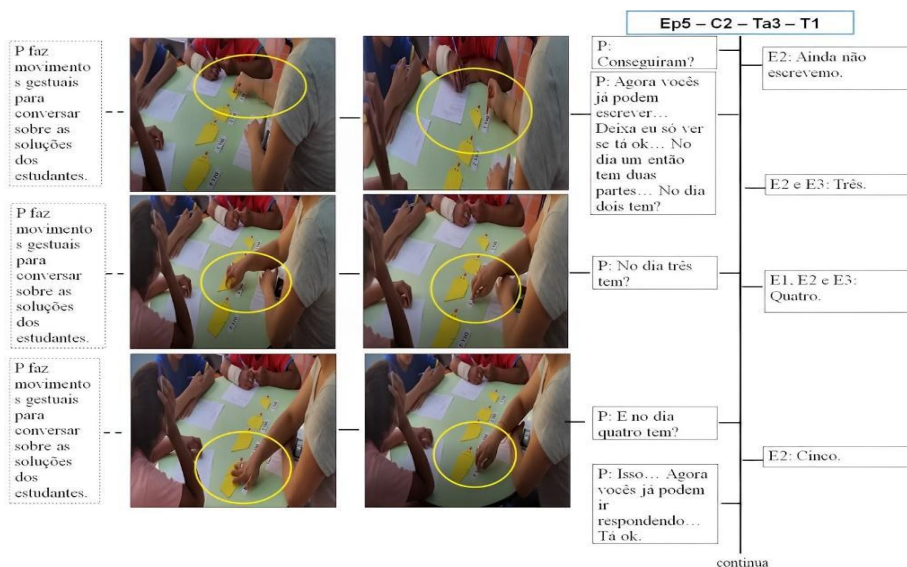 Ep5 – C2 – Ta3 – T1
P faz
movimento
s gestuais
para
conversar
sobre as
soluções
dos
estudantes.
P:
Conseguiram?
E2: Ainda não
escrevemo.
P: Agora vocês
já podem
escrever…
Deixa eu só ver
se tá ok… No
dia um então
tem duas
partes… No dia
dois tem?
E2 e E3: Três.
P faz
movimento
s gestuais
para
conversar
sobre as
soluções
dos
estudantes.
P: No dia três
tem?
E1, E2 e E3:
Quatro.
P faz
movimento
s gestuais
para
conversar
sobre as
soluções
dos
estudantes.
P: E no dia
quatro tem?
E2: Cinco.
P: Isso… Agora
vocês já podem
ir
respondendo…
Tá ok.
continua